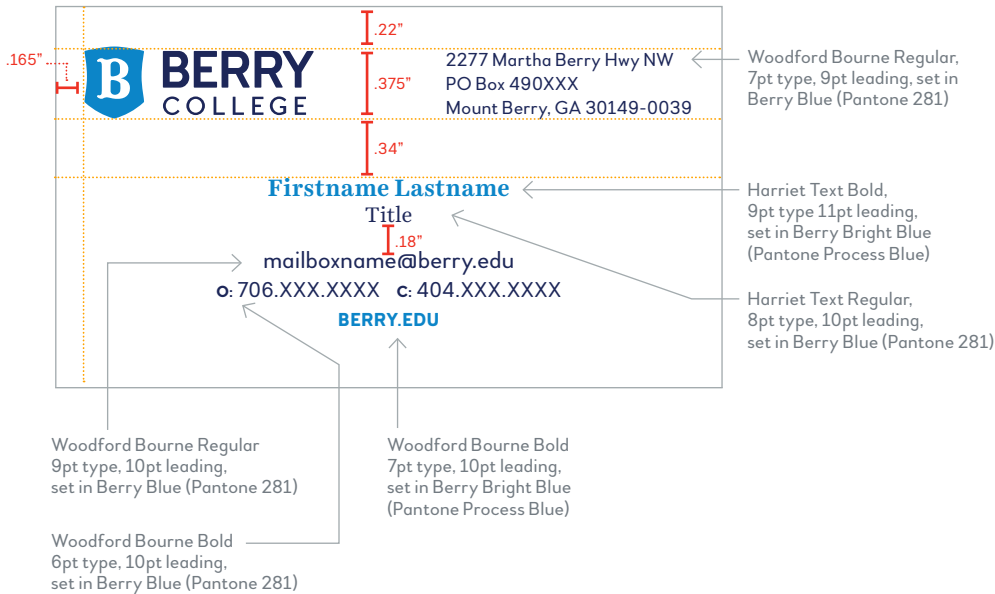 .22”
.165”
B
BERRY
COLLEGE
.375”
2277 Martha Berry Hwy NW
PO Box 490XXX
Mount Berry, GA 30149-0039
Woodford Bourne Regular,
7pt type, 9pt leading, set in
Berry Blue (Pantone 281)
.34”
Firstname Lastname
Title
.18”
mailboxname@berry.edu
O: 706.XXX.XXXX C: 404.XXX.XXXX
BERRY.EDU
Harriet Text Bold,
9pt type 11pt leading,
set in Berry Bright Blue
(Pantone Process Blue)
Harriet Text Regular,
8pt type, 10pt leading,
set in Berry Blue (Pantone 281)
Woodford Bourne Regular
9pt type, 10pt leading,
set in Berry Blue (Pantone 281)
Woodford Bourne Bold
7pt type, 10pt leading,
set in Berry Bright Blue
(Pantone Process Blue)
Woodford Bourne Bold
6pt type, 10pt leading,
set in Berry Blue (Pantone 281)